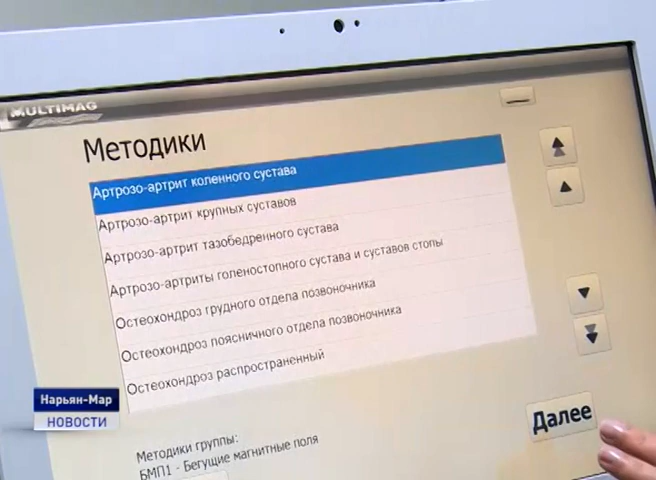 MULTIMAG
Методики
Артрозо-артрит коленного сустава
Артрозо-артрит крупных суставов
Артрозо-артрит тазобедренного сустава
Артрозо-артриты голеностопного сустава и суставов стопы
Остеохондроз грудного отдела позвоночника
Остеохондроз поясничного отдела позвоночника
Остеохондроз распространенный
Далее
Нарьян-Мар
НОВОСТИ
Методики группы:
БМП1 - Бегущие магнитные поля